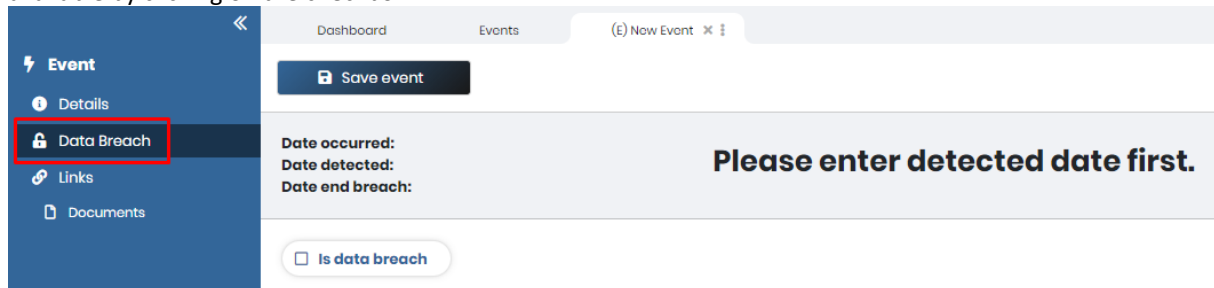 Dashboard Events (E) New Event
Event
Save event
Details
Data Breach
Links
Documents
Date occurred:
Date detected:
Date end breach:
Please enter detected date first.
Is data breach